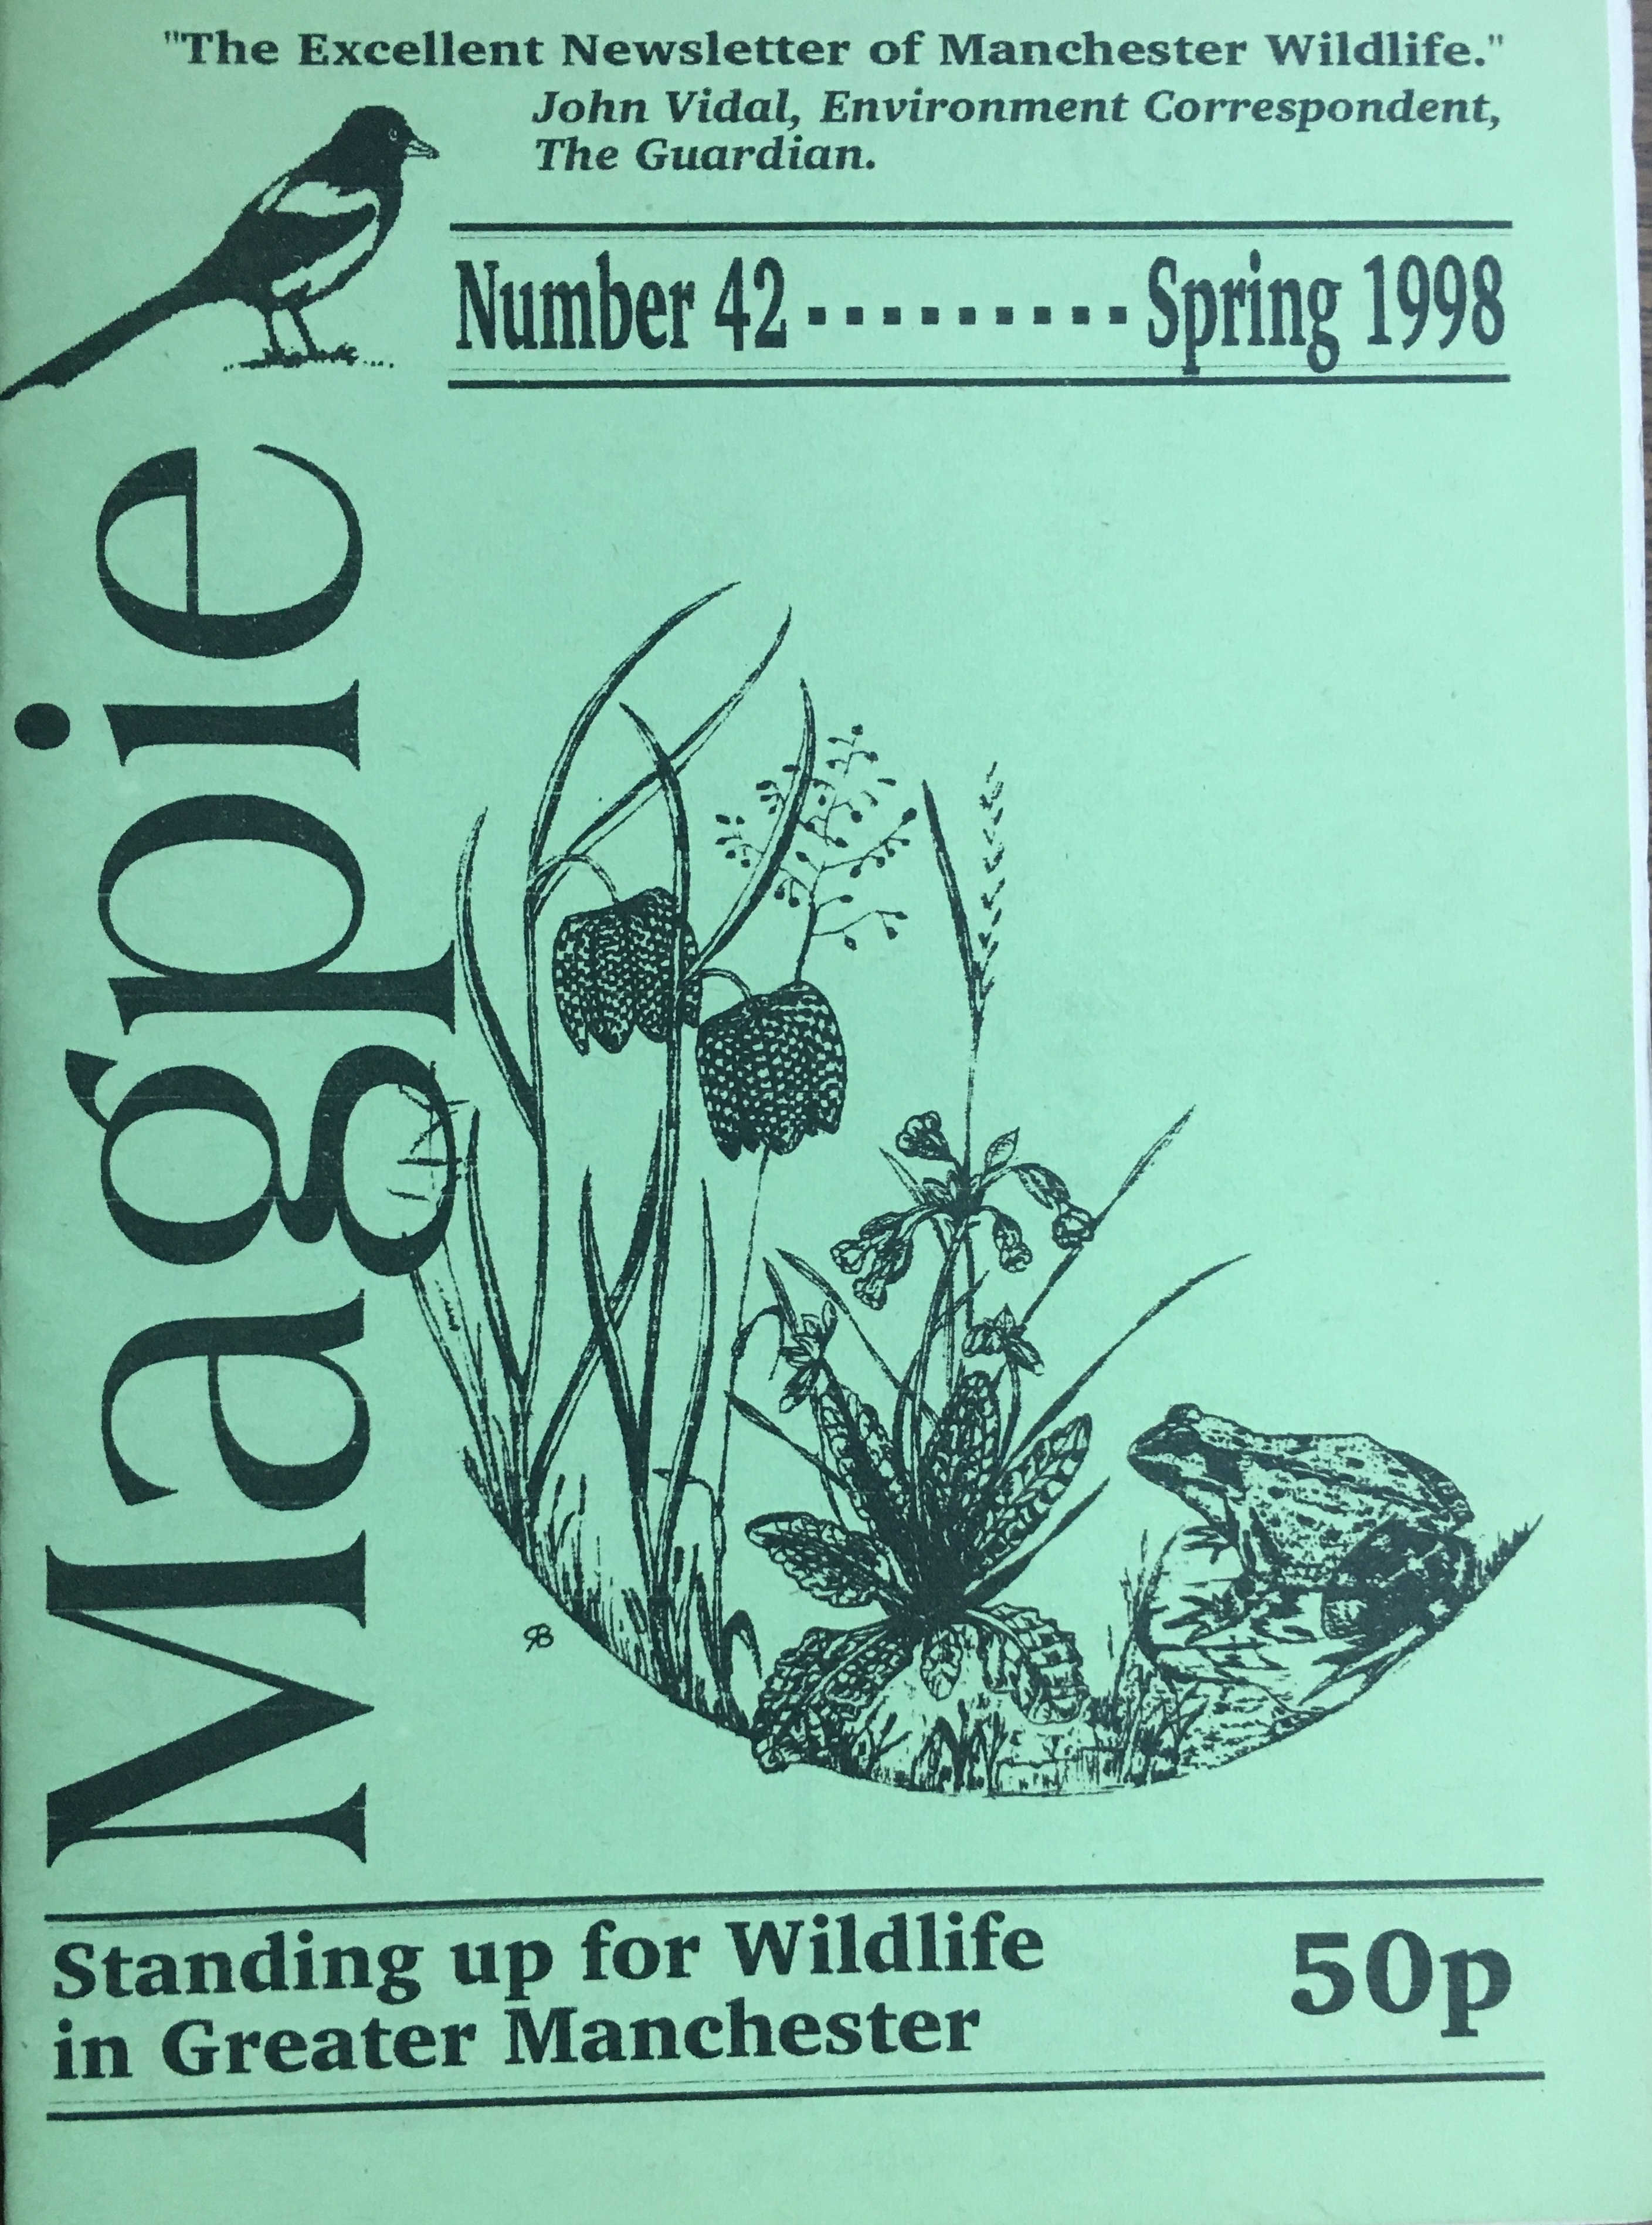 "The Excellent Newsletter of Manchester Wildlife."
John Vidal, Environment Correspondent,
The Guardian.
Number 42 ......... Spring 1998
Magpie
RB
Standing up for Wildlife
in Greater Manchester
50p